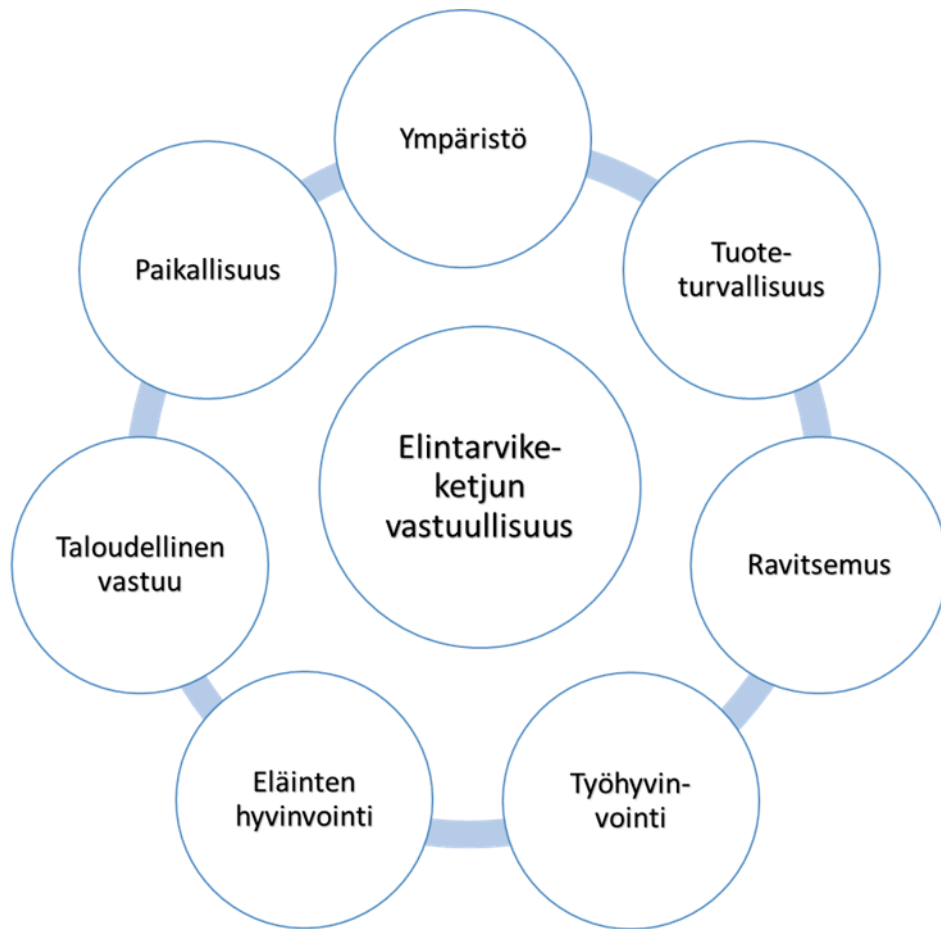 Ympäristö
Tuote-
turvallisuus
Ravitsemus
Työhyvin-
vointi
Eläinten
hyvinvointi
Taloudellinen
vastuu
Paikallisuus
Elintarvike-
ketjun
vastuullisuus